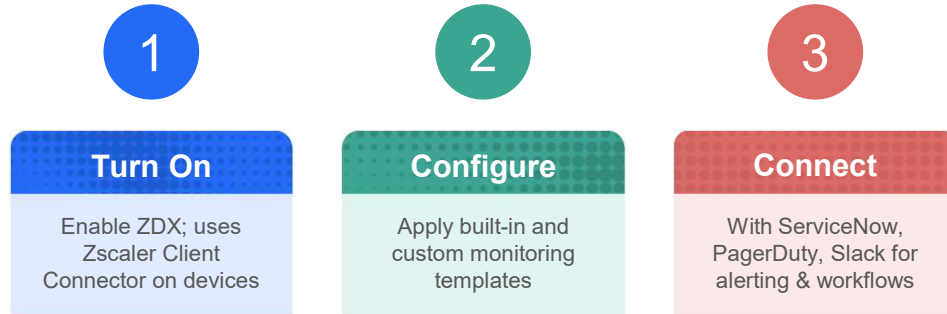 1
Turn On
Enable ZDX; uses
Zscaler Client
Connector on devices
2
Configure
Apply built-in and
custom monitoring
templates
3
Connect
With ServiceNow,
PagerDuty, Slack for
alerting & workflows